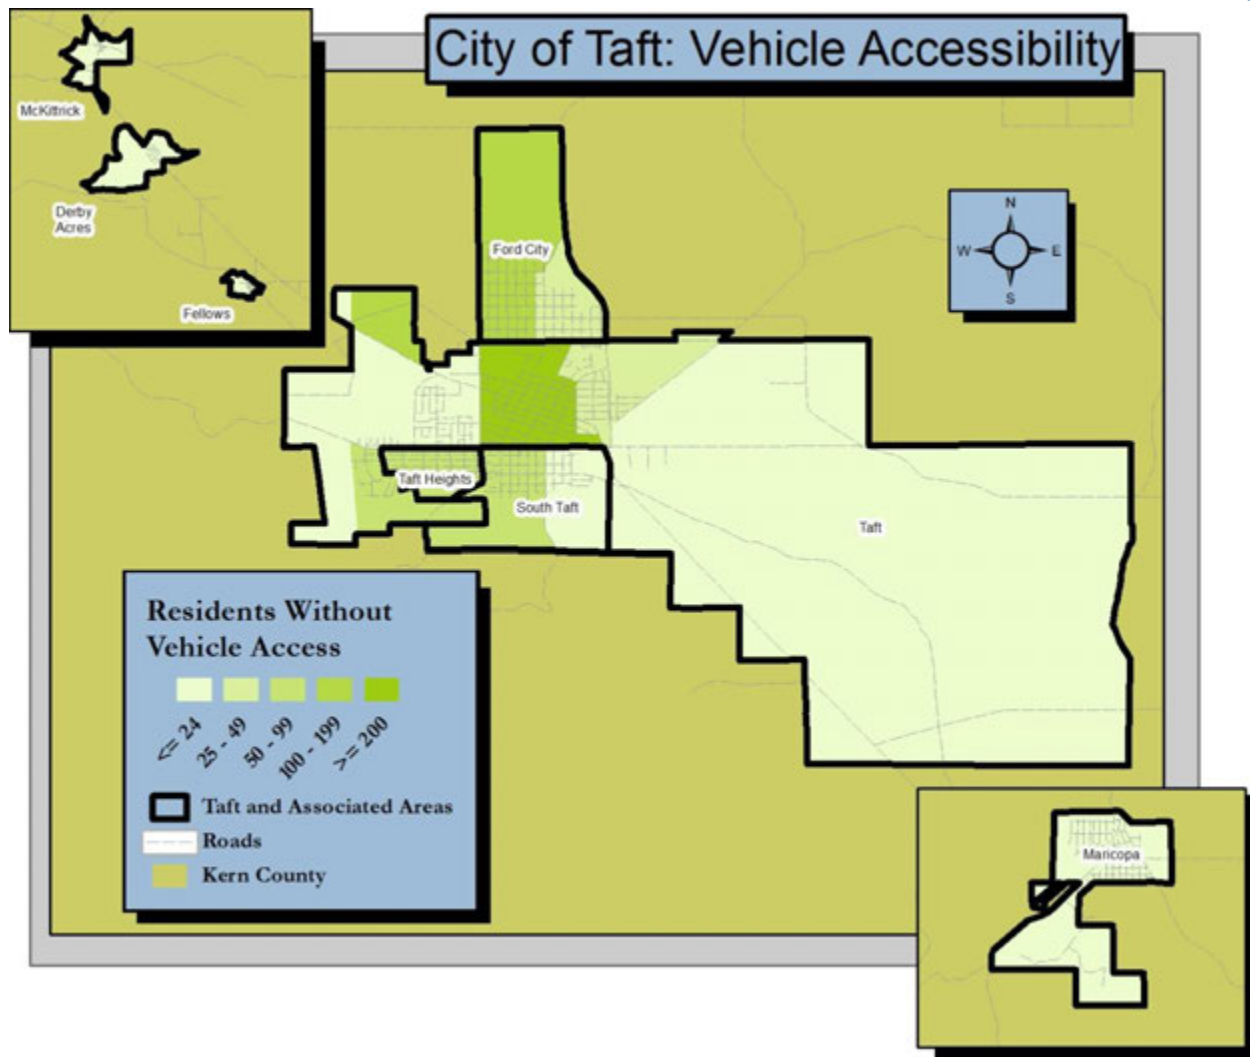 City of Taft: Vehicle Accessibility
McKittrick
Derby
Acres
Fellows
N
W
E
S
Ford City
Taft Heights
South Taft
Taft
Residents Without
Vehicle Access
<= 24
25 - 49
50 - 99
100 - 199
>= 200
Taft and Associated Areas
Roads
Kern County
Maricopa